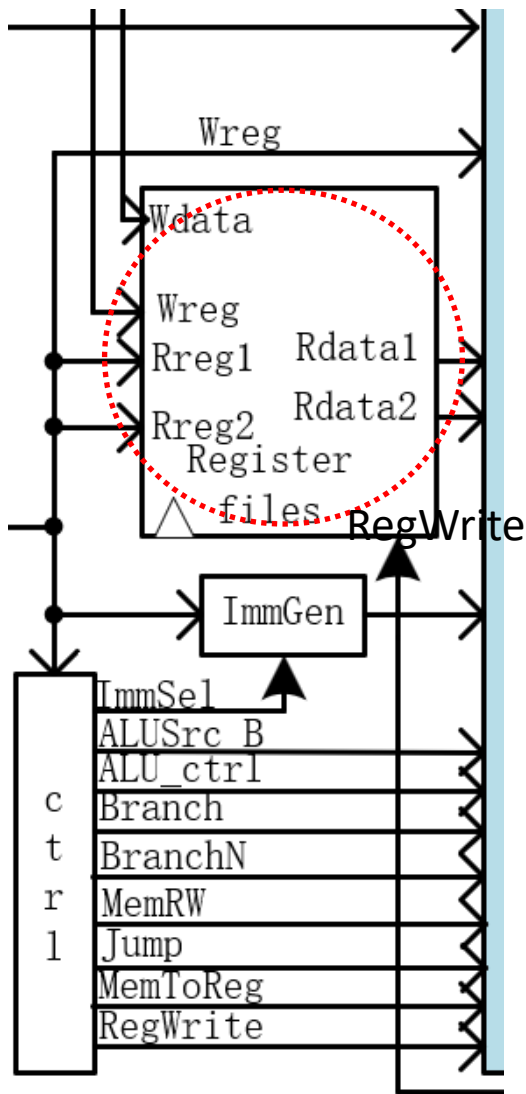 Wreg
Wdata
Wreg
Rreg1
Rdata1
Rreg2
Rdata2
Register
files
RegWrite
ImmGen
ImmSel
ALUSrc_B
ALU_ctrl
Branch
BranchN
MemRW
Jump
MemToReg
RegWrite
ctrl